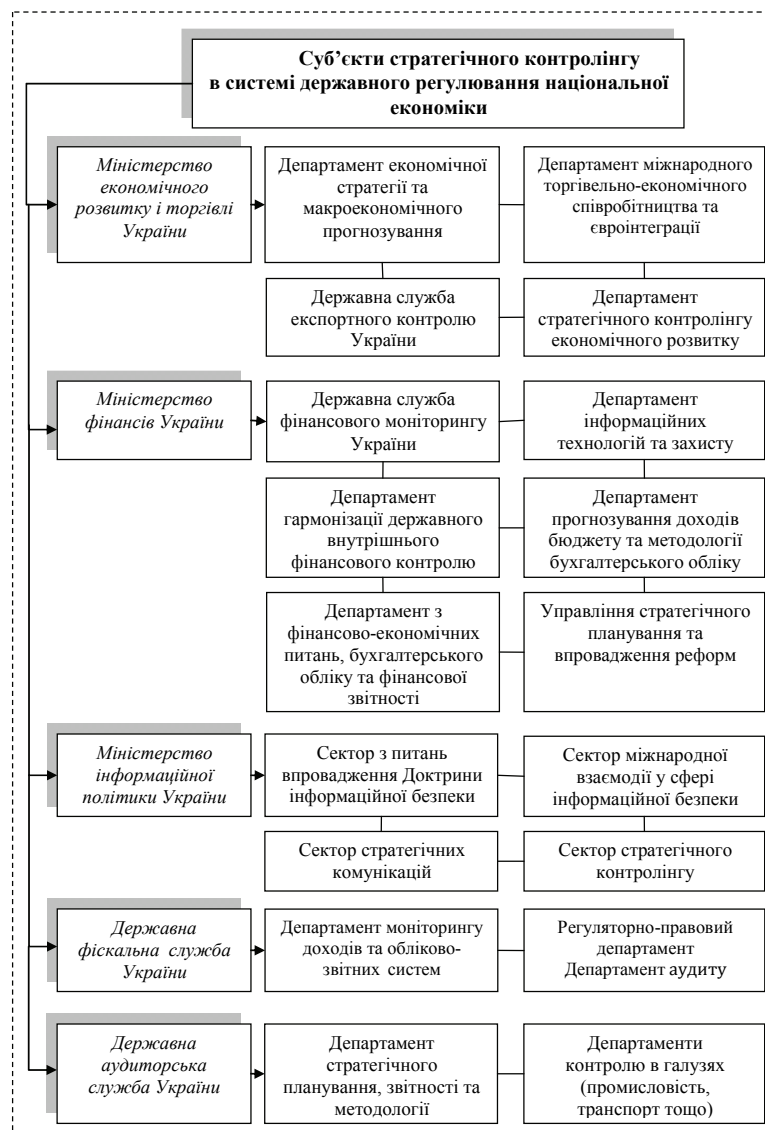 Суб’єкти стратегічного контролінгу
в системі державного регулювання національної
економіки
Міністерство
економічного
розвитку і торгівлі
України
Департамент економічної
стратегії та
макроекономічного
прогнозування
Департамент міжнародного
торгівельно-економічного
співробітництва та
євроінтеграції
Державна служба
експортного контролю
України
Департамент
стратегічного контролінгу
економічного розвитку
Міністерство
фінансів України
Державна служба
фінансового моніторингу
України
Департамент
інформаційних
технологій та захисту
Департамент
гармонізації державного
внутрішнього
фінансового контролю
Департамент
прогнозування доходів
бюджету та методології
бухгалтерського обліку
Департамент з
фінансово-економічних
питань, бухгалтерського
обліку та фінансової
звітності
Управління стратегічного
планування та
впровадження реформ
Міністерство
інформаційної
політики України
Сектор з питань
впровадження Доктрини
інформаційної безпеки
Сектор міжнародної
взаємодії у сфері
інформаційної безпеки
Сектор стратегічних
комунікацій
Сектор стратегічного
контролінгу
Державна
фіскальна служба
України
Департамент моніторингу
доходів та обліково-
звітних систем
Регуляторно-правовий
департамент
Департамент аудиту
Державна
аудиторська
служба України
Департамент
стратегічного
планування, звітності та
методології
Департаменти
контролю в галузях
(промисловість,
транспорт тощо)